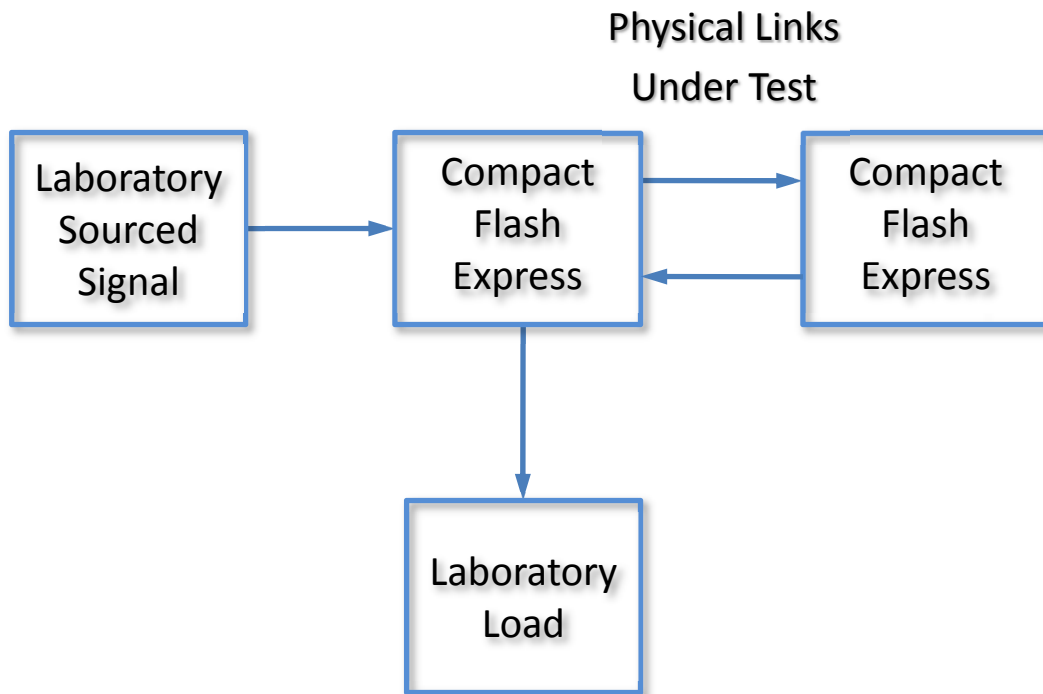 Physical Links
Under Test
Laboratory
Sourced
Signal
Compact
Flash
Express
Compact
Flash
Express
Laboratory
Load